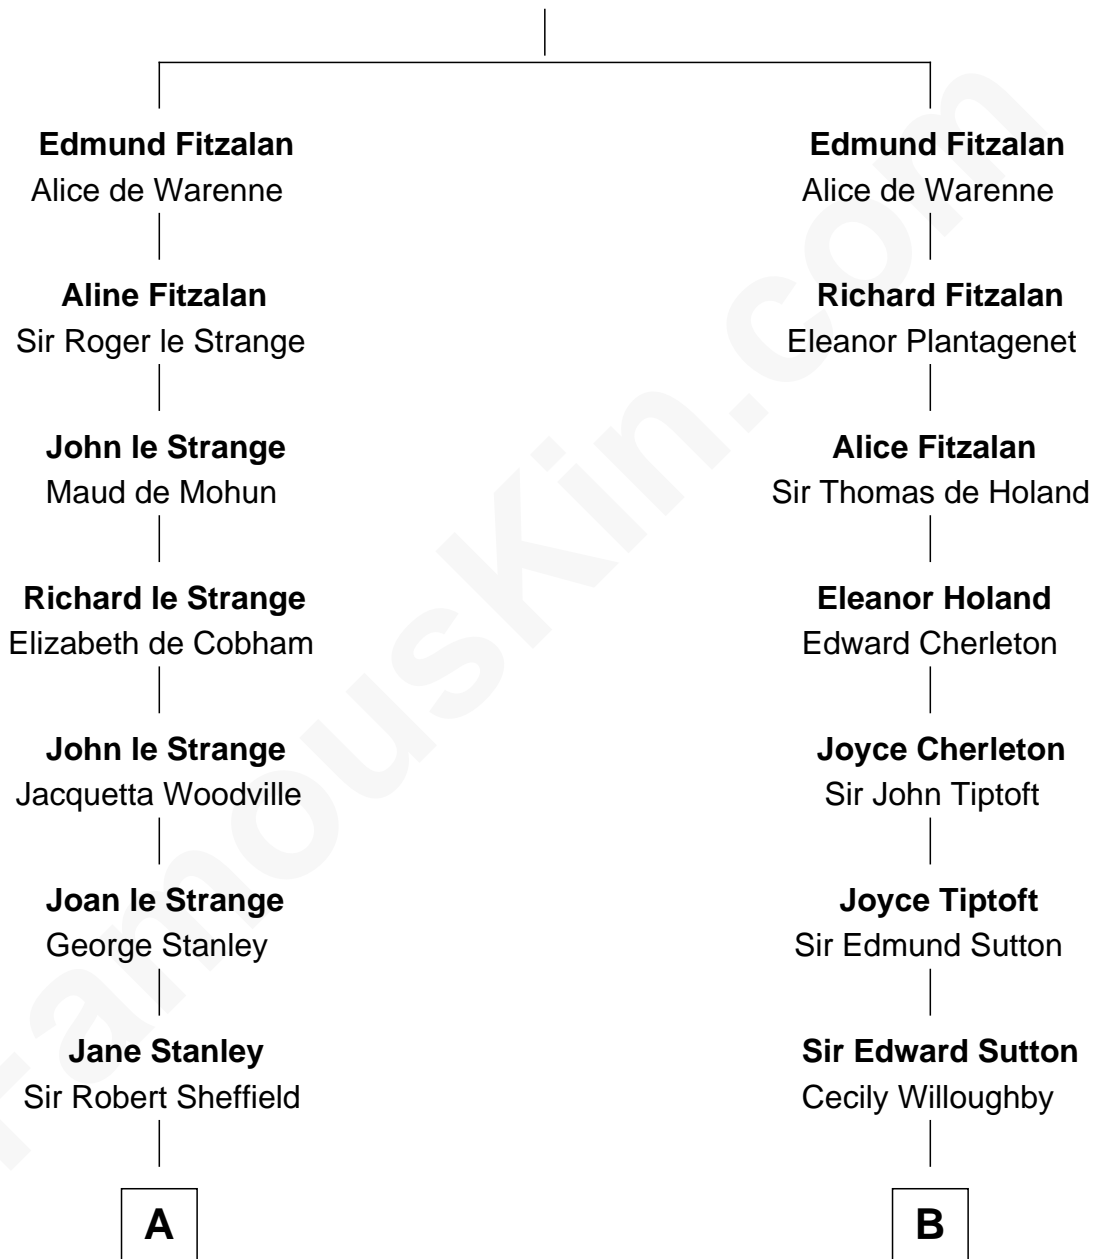 Edmund Fitzalan
Alice de Warenne
Aline Fitzalan
Sir Roger le Strange
John le Strange
Maud de Mohun
Richard le Strange
Elizabeth de Cobham
John le Strange
Jacquetta Woodville
Joan le Strange
George Stanley
Jane Stanley
Sir Robert Sheffield
A
Edmund Fitzalan
Alice de Warenne
Richard Fitzalan
Eleanor Plantagenet
Alice Fitzalan
Sir Thomas de Holand
Eleanor Holand
Edward Cherleton
Joyce Cherleton
Sir John Tiptoft
Joyce Tiptoft
Sir Edmund Sutton
Sir Edward Sutton
Cecily Willoughby
B
FamousKin.com